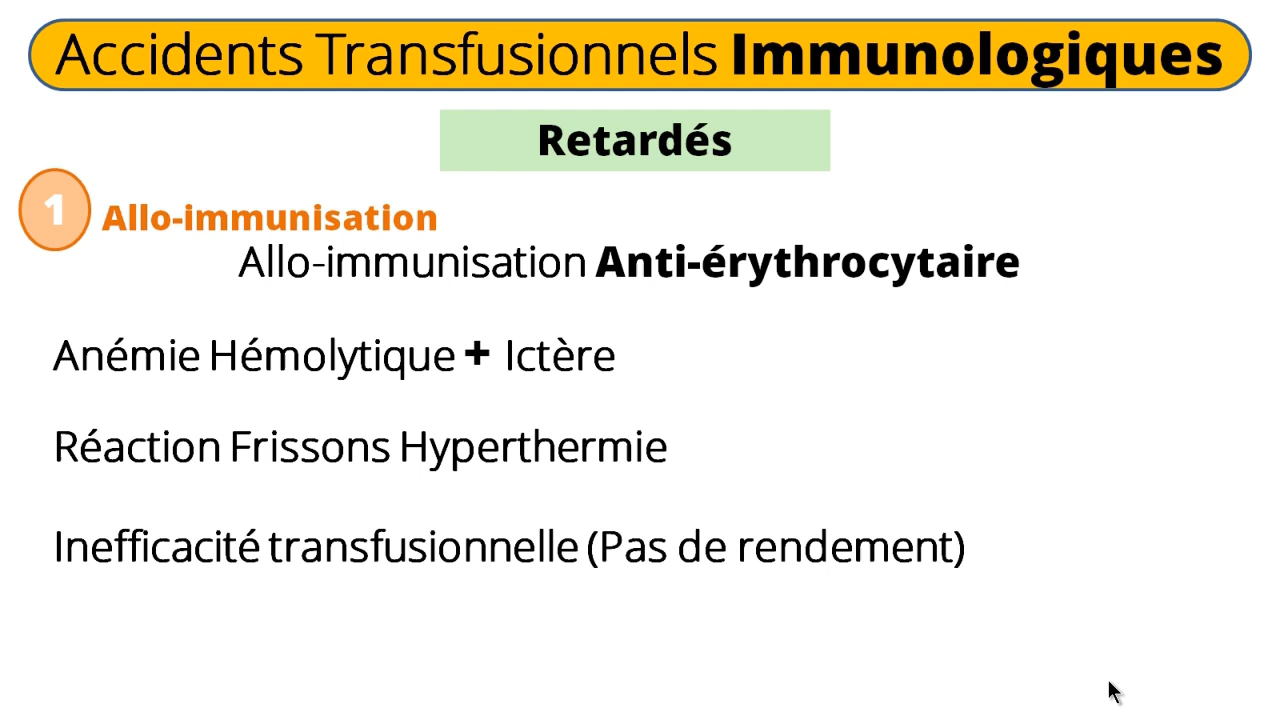 Accidents Transfusionnels Immunologiques
Retardés
1
Allo-immunisation
Allo-immunisation Anti-érythrocytaire
Anémie Hémolytique + Ictère
Réaction Frissons Hyperthermie
Inefficacité transfusionnelle (Pas de rendement)